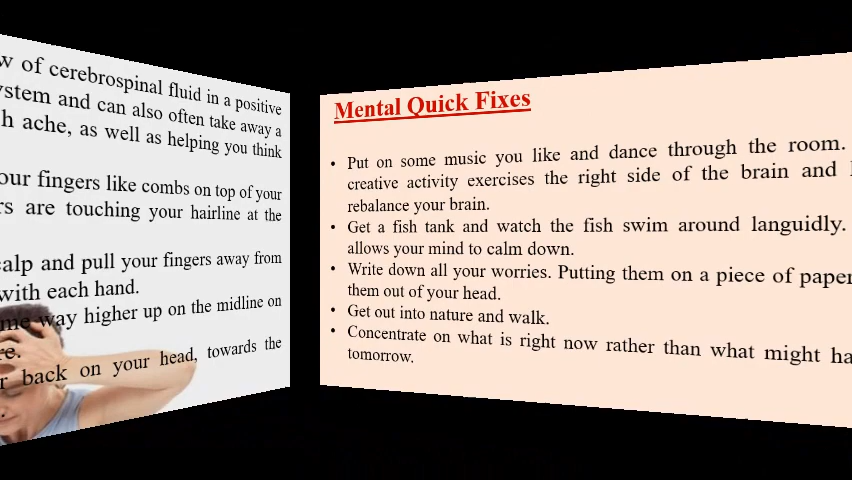 w of cerebrospinal fluid in a positive
ystem and can also often take away a
h ache, as well as helping you think
our fingers like combs on top of your
rs are touching your hairline at the
alp and pull your fingers away from
with each hand.
me way higher up on the midline on
re.
r back on your head, towards the
Mental Quick Fixes
• Put on some music you like and dance through the room.
creative activity exercises the right side of the brain and
rebalance your brain.
• Get a fish tank and watch the fish swim around languidly.
allows your mind to calm down.
• Write down all your worries. Putting them on a piece of paper
them out of your head.
• Get out into nature and walk.
• Concentrate on what is right now rather than what might ha
tomorrow.